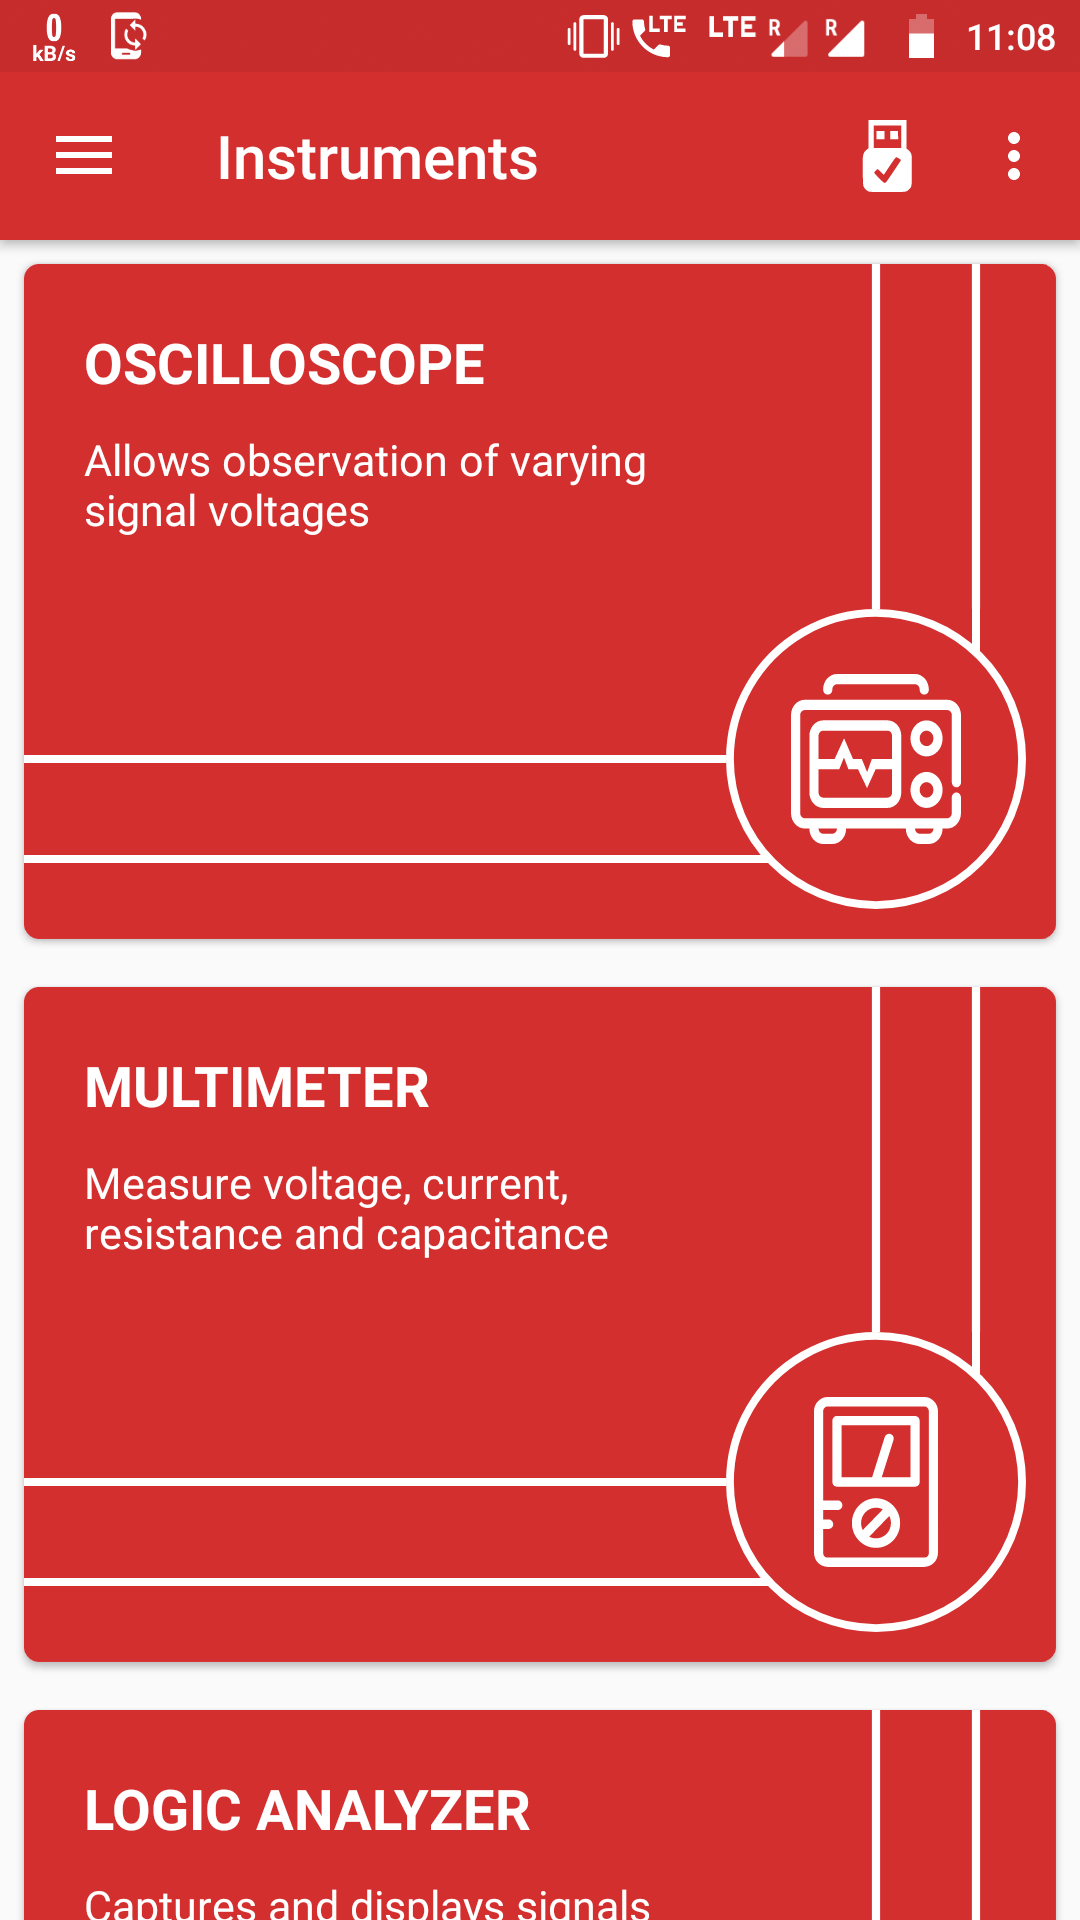 0
kB/s
LTE
LTE
R
R
11:08
Instruments
OSCILLOSCOPE
Allows observation of varying
signal voltages
MULTIMETER
Measure voltage, current,
resistance and capacitance
LOGIC ANALYZER
Captures and displays signals